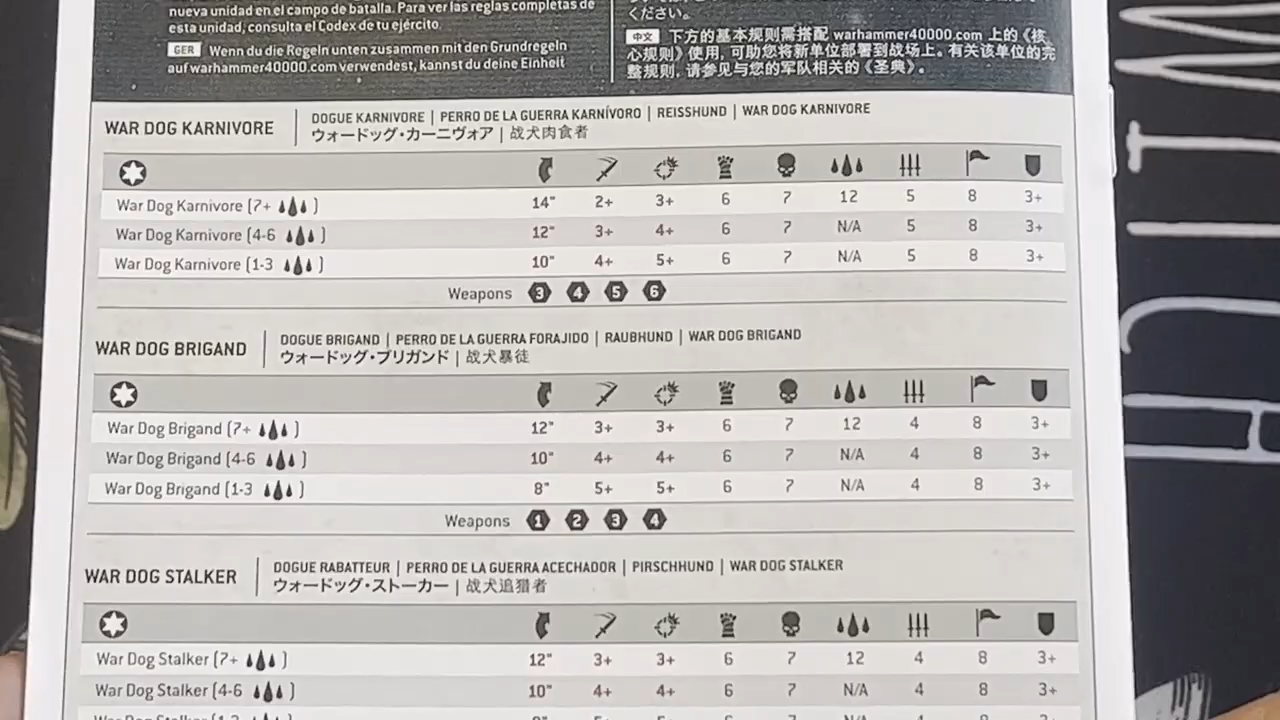 nueva unidad en el campo de batalla. Para ver las reglas completas de
esta unidad, consulta el Codex de tu ejército.
GER Wenn du die Regeln unten zusammen mit den Grundregeln
auf warhammer40000.com verwendest, kannst du deine Einheit
ください。
中文 下方的基本规则需搭配 warhammer40000.com 上的《核
心规则》使用，可助您将新单位部署到战场上。有关该单位的完
整规则，请参见与您的军队相关的《圣典》。
WAR DOG KARNIVORE
DOGUE KARNIVORE | PERRO DE LA GUERRA KARNÍVORO | REISSHUND | WAR DOG KARNIVORE
ウォードッグ・カーニヴォア | 战犬肉食者
War Dog Karnivore (7+ ) 14" 2+ 3+ 6 7 12 5 8 3+
War Dog Karnivore (4-6 ) 12" 3+ 4+ 6 7 N/A 5 8 3+
War Dog Karnivore (1-3 ) 10" 4+ 5+ 6 7 N/A 5 8 3+
Weapons 3 4 5 6
WAR DOG BRIGAND
DOGUE BRIGAND | PERRO DE LA GUERRA FORAJIDO | RAUBHUND | WAR DOG BRIGAND
ウォードッグ・ブリガンド | 战犬暴徒
War Dog Brigand (7+ ) 12" 3+ 3+ 6 7 12 4 8 3+
War Dog Brigand (4-6 ) 10" 4+ 4+ 6 7 N/A 4 8 3+
War Dog Brigand (1-3 ) 8" 5+ 5+ 6 7 N/A 4 8 3+
Weapons 1 2 3 4
WAR DOG STALKER
DOGUE RABATTEUR | PERRO DE LA GUERRA ACECHADOR | PIRSCHHUND | WAR DOG STALKER
ウォードッグ・ストーカー | 战犬追猎者
War Dog Stalker (7+ ) 12" 3+ 3+ 6 7 12 4 8 3+
War Dog Stalker (4-6 ) 10" 4+ 4+ 6 7 N/A 4 8 3+